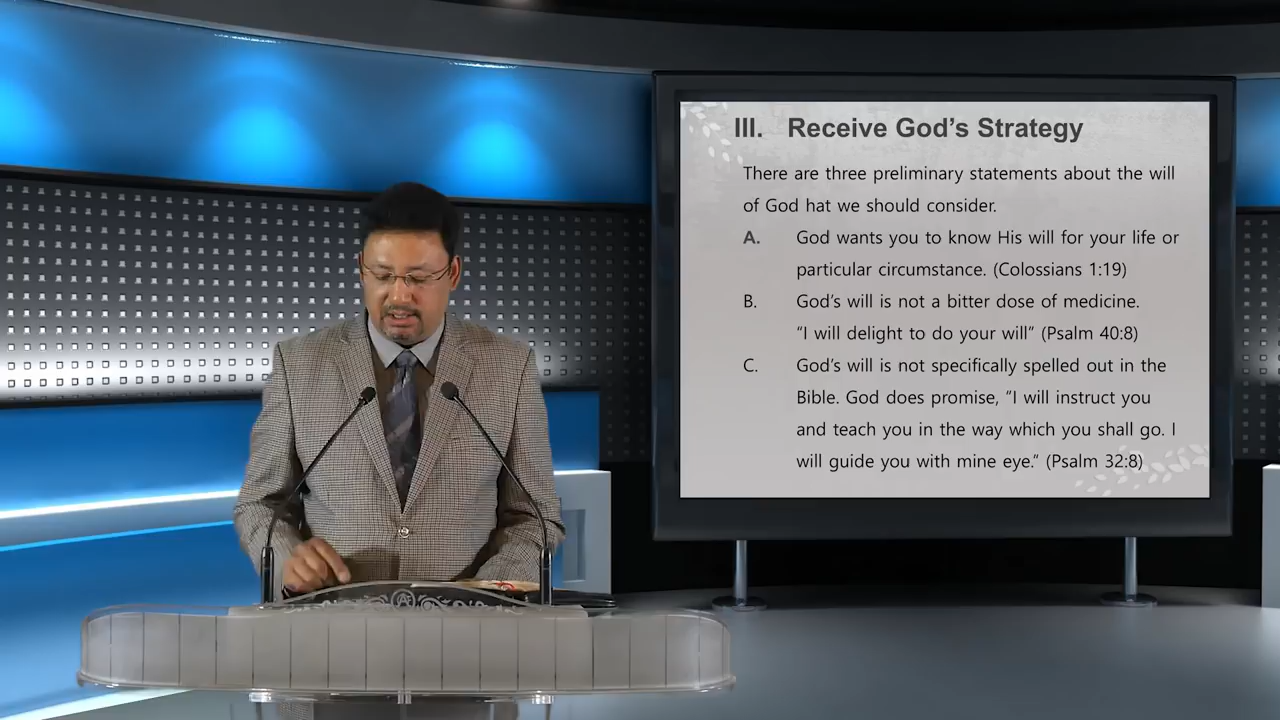 III. Receive God's Strategy
There are three preliminary statements about the will
of God hat we should consider.
A. God wants you to know His will for your life or
particular circumstance. (Colossians 1:19)
B. God's will is not a bitter dose of medicine.
“I will delight to do your will” (Psalm 40:8)
C. God's will is not specifically spelled out in the
Bible. God does promise, “I will instruct you
and teach you in the way which you shall go. I
will guide you with mine eye.” (Psalm 32:8)